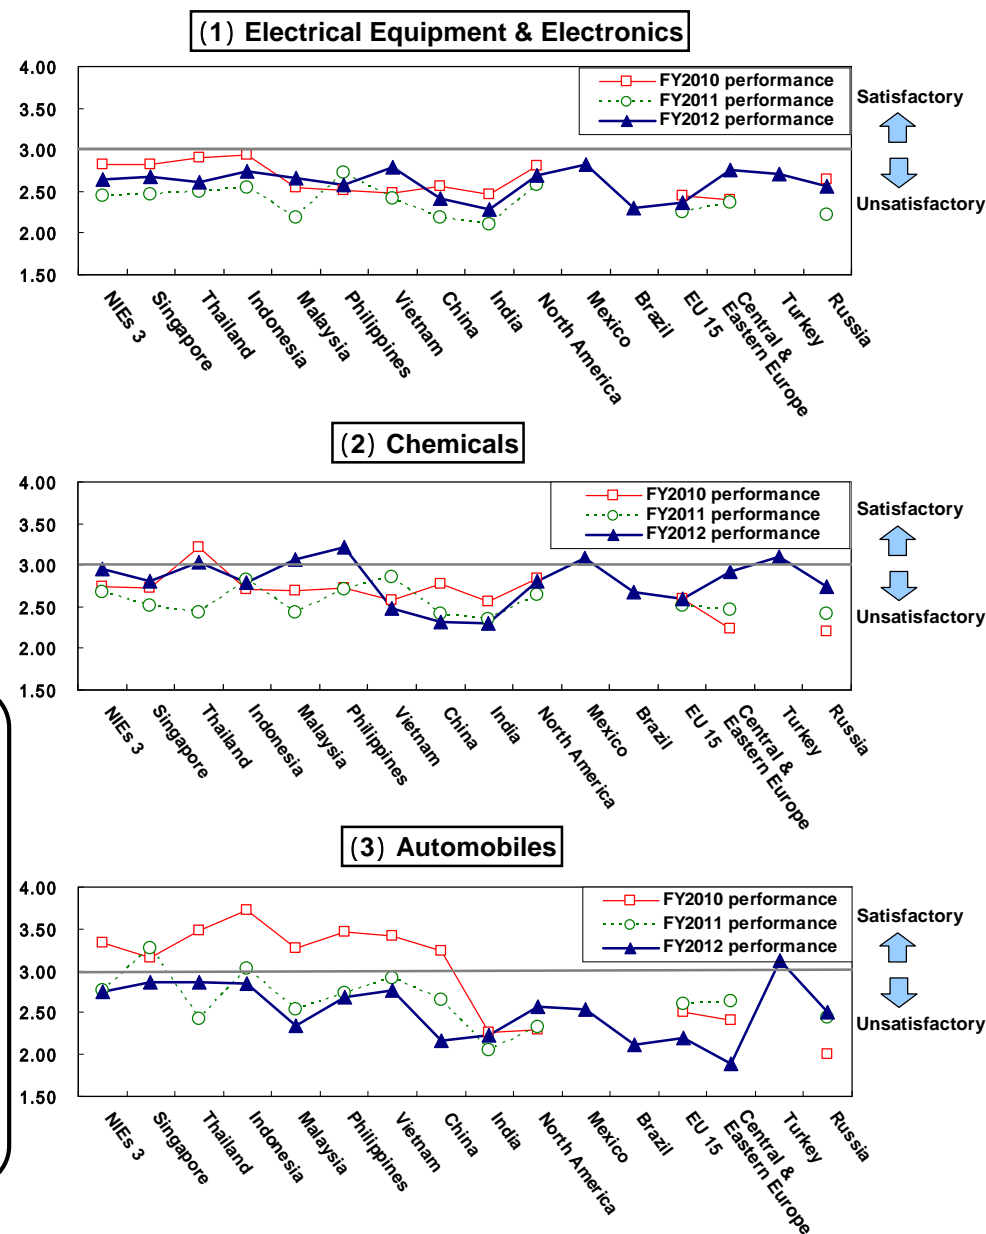 (1) Electrical Equipment & Electronics
4.00
3.50
3.00
2.50
2.00
1.50
FY2010 performance
FY2011 performance
FY2012 performance
Satisfactory
Unsatisfactory
NIEs 3
Singapore
Thailand
Indonesia
Malaysia
Philippines
Vietnam
China
India
North America
Mexico
Brazil
EU 15
Central &
Eastern Europe
Turkey
Russia
(2) Chemicals
4.00
3.50
3.00
2.50
2.00
1.50
FY2010 performance
FY2011 performance
FY2012 performance
Satisfactory
Unsatisfactory
NIEs 3
Singapore
Thailand
Indonesia
Malaysia
Philippines
Vietnam
China
India
North America
Mexico
Brazil
EU 15
Central &
Eastern Europe
Turkey
Russia
(3) Automobiles
4.00
3.50
3.00
2.50
2.00
1.50
FY2010 performance
FY2011 performance
FY2012 performance
Satisfactory
Unsatisfactory
NIEs 3
Singapore
Thailand
Indonesia
Malaysia
Philippines
Vietnam
China
India
North America
Mexico
Brazil
EU 15
Central &
Eastern Europe
Turkey
Russia